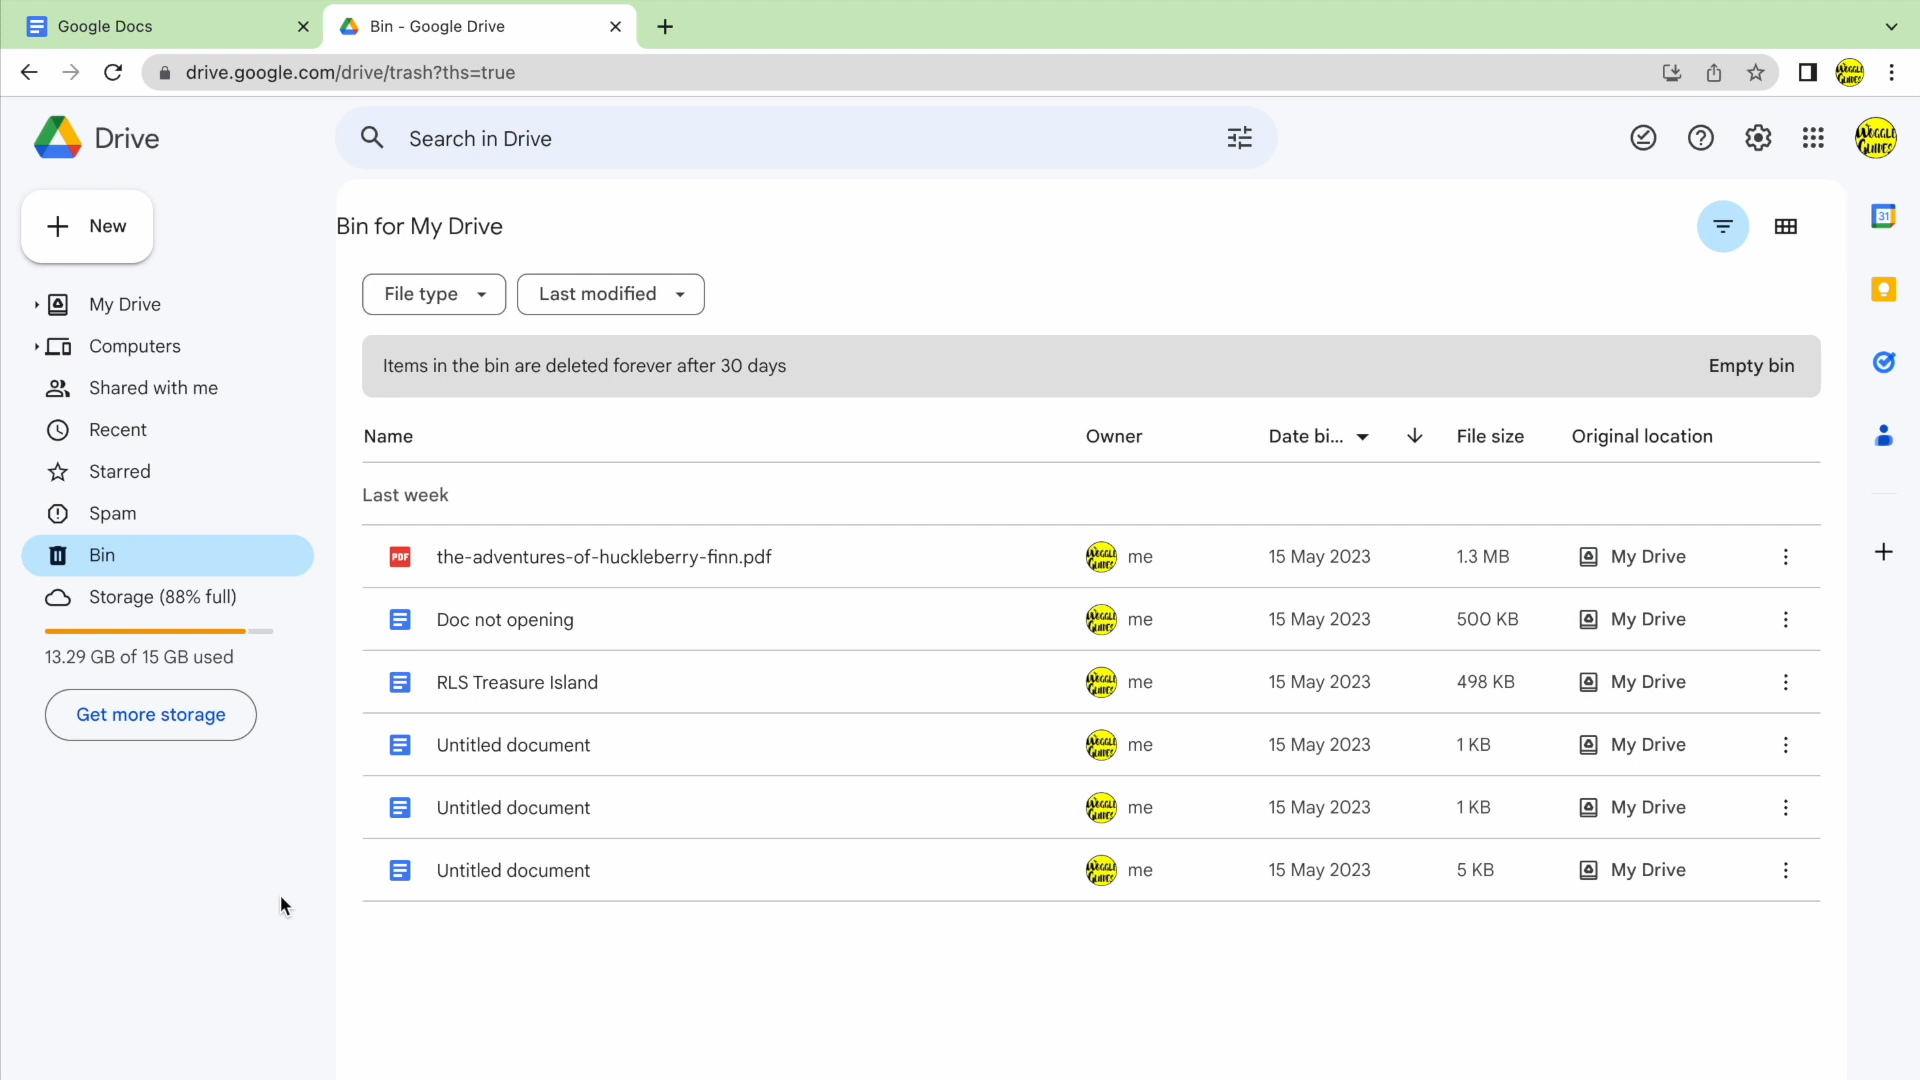 Google Docs
Bin - Google Drive
drive.google.com/drive/trash?ths=true
Drive
Search in Drive
New
Bin for My Drive
File type
Last modified
My Drive
Computers
Shared with me
Recent
Starred
Spam
Bin
Storage (88% full)
13.29 GB of 15 GB used
Get more storage
Items in the bin are deleted forever after 30 days
Empty bin
Name Owner Date bi... File size Original location
Last week
PDF the-adventures-of-huckleberry-finn.pdf me 15 May 2023 1.3 MB My Drive
Doc not opening me 15 May 2023 500 KB My Drive
RLS Treasure Island me 15 May 2023 498 KB My Drive
Untitled document me 15 May 2023 1 KB My Drive
Untitled document me 15 May 2023 1 KB My Drive
Untitled document me 15 May 2023 5 KB My Drive
WOGGLE
GUIDES
31